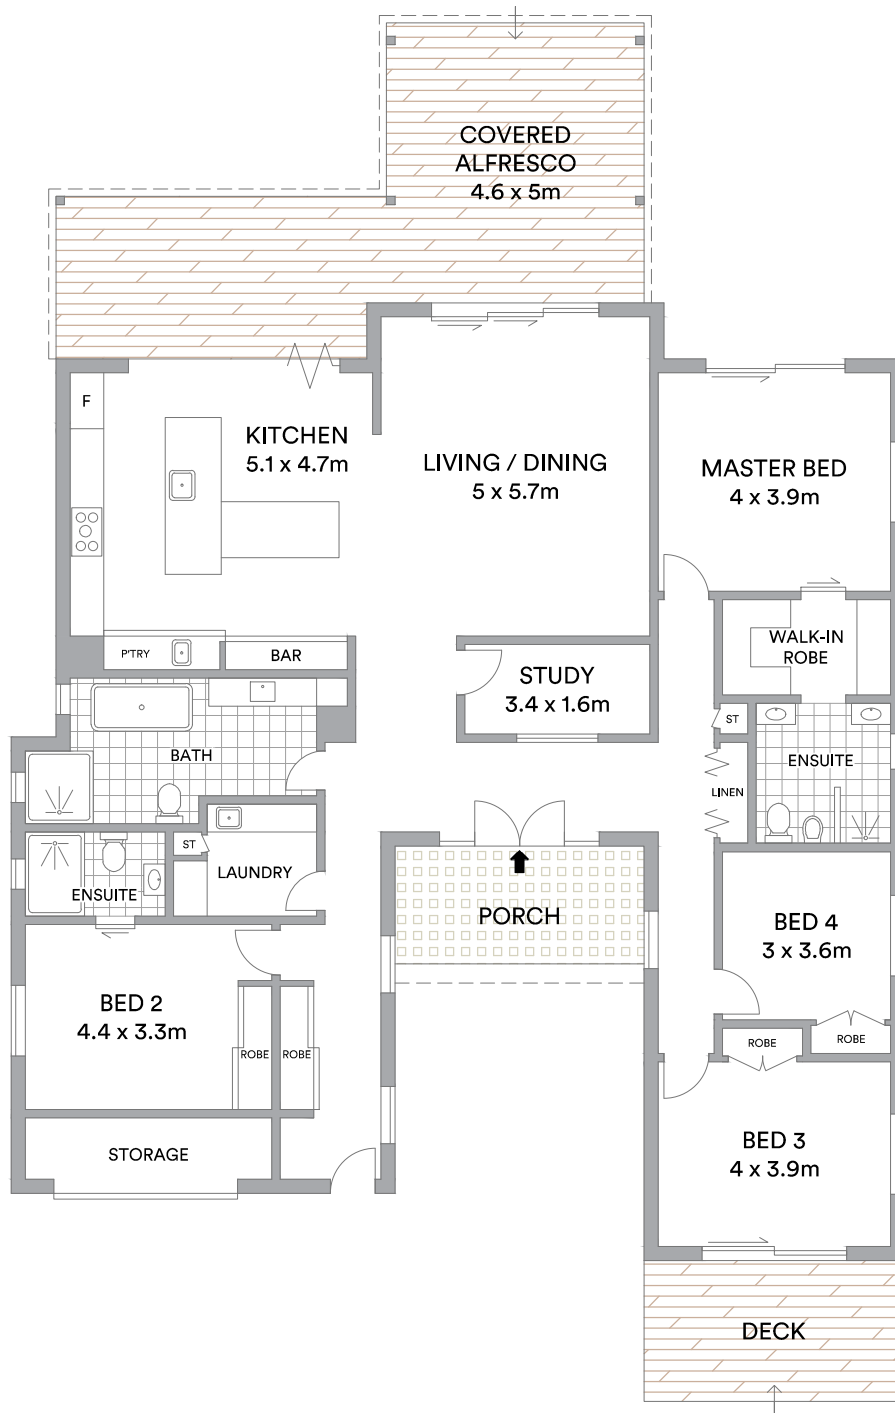 COVERED
ALFRESCO
4.6 x 5m
F
KITCHEN
5.1 x 4.7m
LIVING / DINING
5 x 5.7m
MASTER BED
4 x 3.9m
P'TRY
BAR
STUDY
3.4 x 1.6m
WALK-IN
ROBE
ST
BATH
ENSUITE
LINEN
ST
LAUNDRY
ENSUITE
PORCH
BED 4
3 x 3.6m
BED 2
4.4 x 3.3m
ROBE
ROBE
ROBE
ROBE
BED 3
4 x 3.9m
STORAGE
DECK